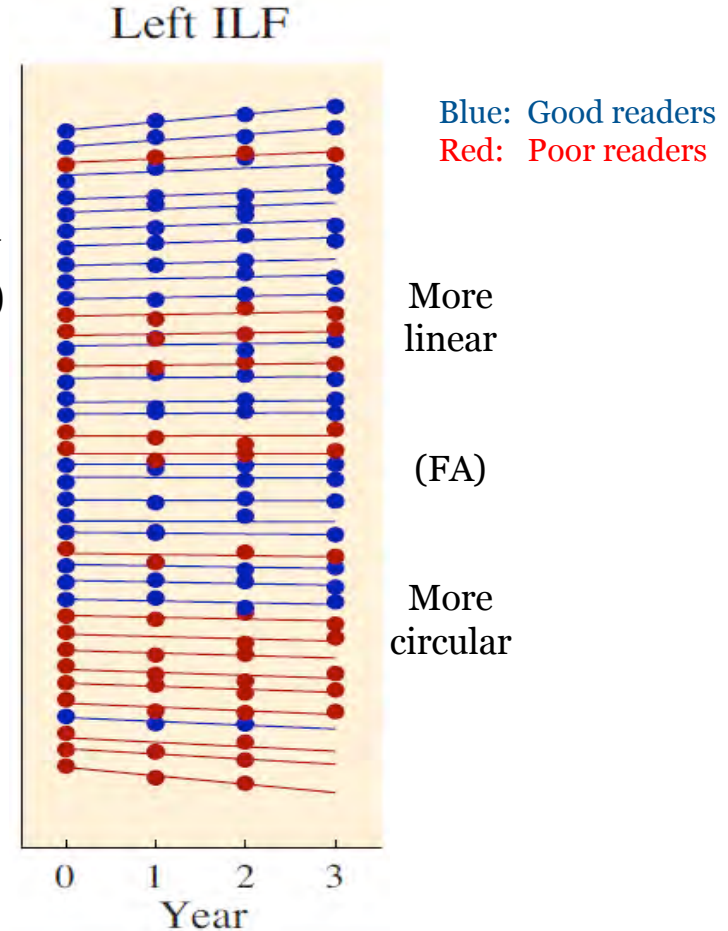 Left ILF
Blue: Good readers
Red: Poor readers
)
More
linear
(FA)
More
circular
0 1 2 3
Year